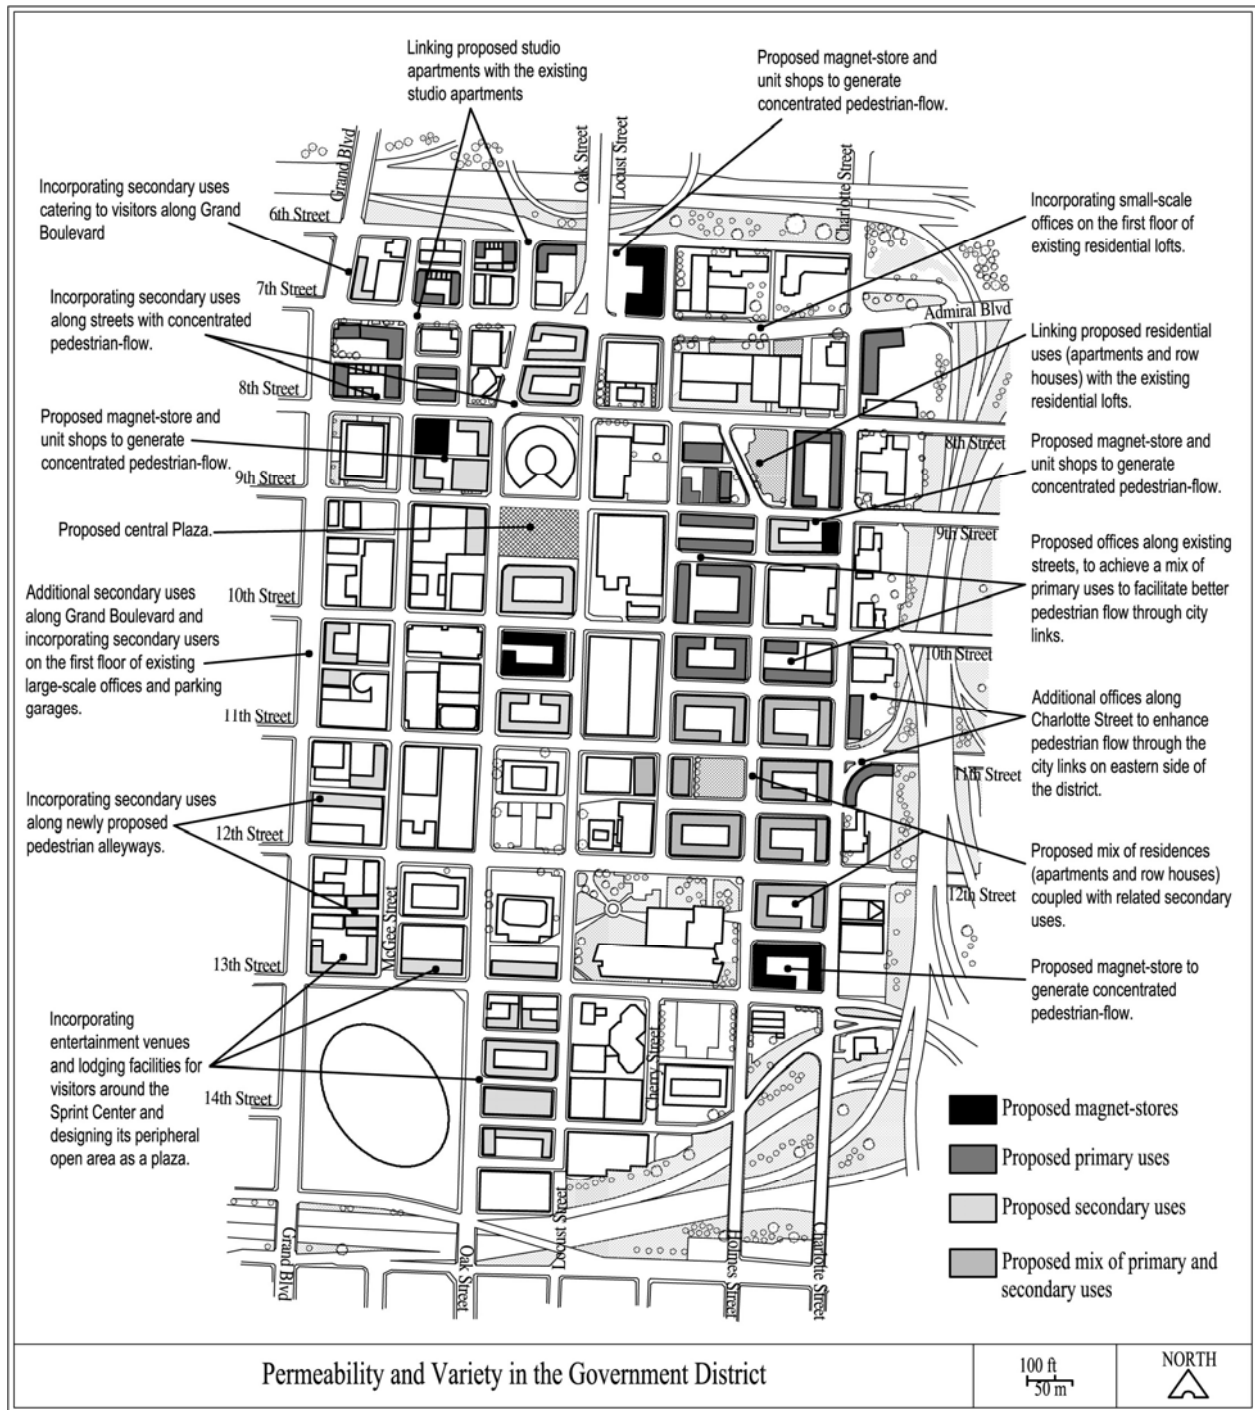 Linking proposed studio
apartments with the existing
studio apartments
Proposed magnet-store and
unit shops to generate
concentrated pedestrian-flow.
Grand Blvd
Oak Street
Locust Street
Charlotte Street
Incorporating secondary uses
catering to visitors along Grand
Boulevard
6th Street
7th Street
Incorporating small-scale
offices on the first floor of
existing residential lofts.
Admiral Blvd
Incorporating secondary uses
along streets with concentrated
pedestrian-flow.
8th Street
Linking proposed residential
uses (apartments and row
houses) with the existing
residential lofts.
Proposed magnet-store and
unit shops to generate
concentrated pedestrian-flow.
9th Street
8th Street
Proposed magnet-store and
unit shops to generate
concentrated pedestrian-flow.
Proposed central Plaza.
9th Street
Proposed offices along existing
streets, to achieve a mix of
primary uses to facilitate better
pedestrian flow through city
links.
10th Street
Additional secondary uses
along Grand Boulevard and
incorporating secondary users
on the first floor of existing
large-scale offices and parking
garages.
10th Street
11th Street
Additional offices along
Charlotte Street to enhance
pedestrian flow through the
city links on eastern side of
the district.
11th Street
Incorporating secondary uses
along newly proposed
pedestrian alleyways.
12th Street
Proposed mix of residences
(apartments and row houses)
coupled with related secondary
uses.
12th Street
McGee Street
13th Street
Proposed magnet-store to
generate concentrated
pedestrian-flow.
Incorporating
entertainment venues
and lodging facilities for
visitors around the
Sprint Center and
designing its peripheral
open area as a plaza.
14th Street
Cherry Street
Proposed magnet-stores
Proposed primary uses
Proposed secondary uses
Proposed mix of primary and
secondary uses
Grand Blvd
Oak Street
Locust Street
Holmes Street
Charlotte Street
Permeability and Variety in the Government District
100 ft
50 m
NORTH